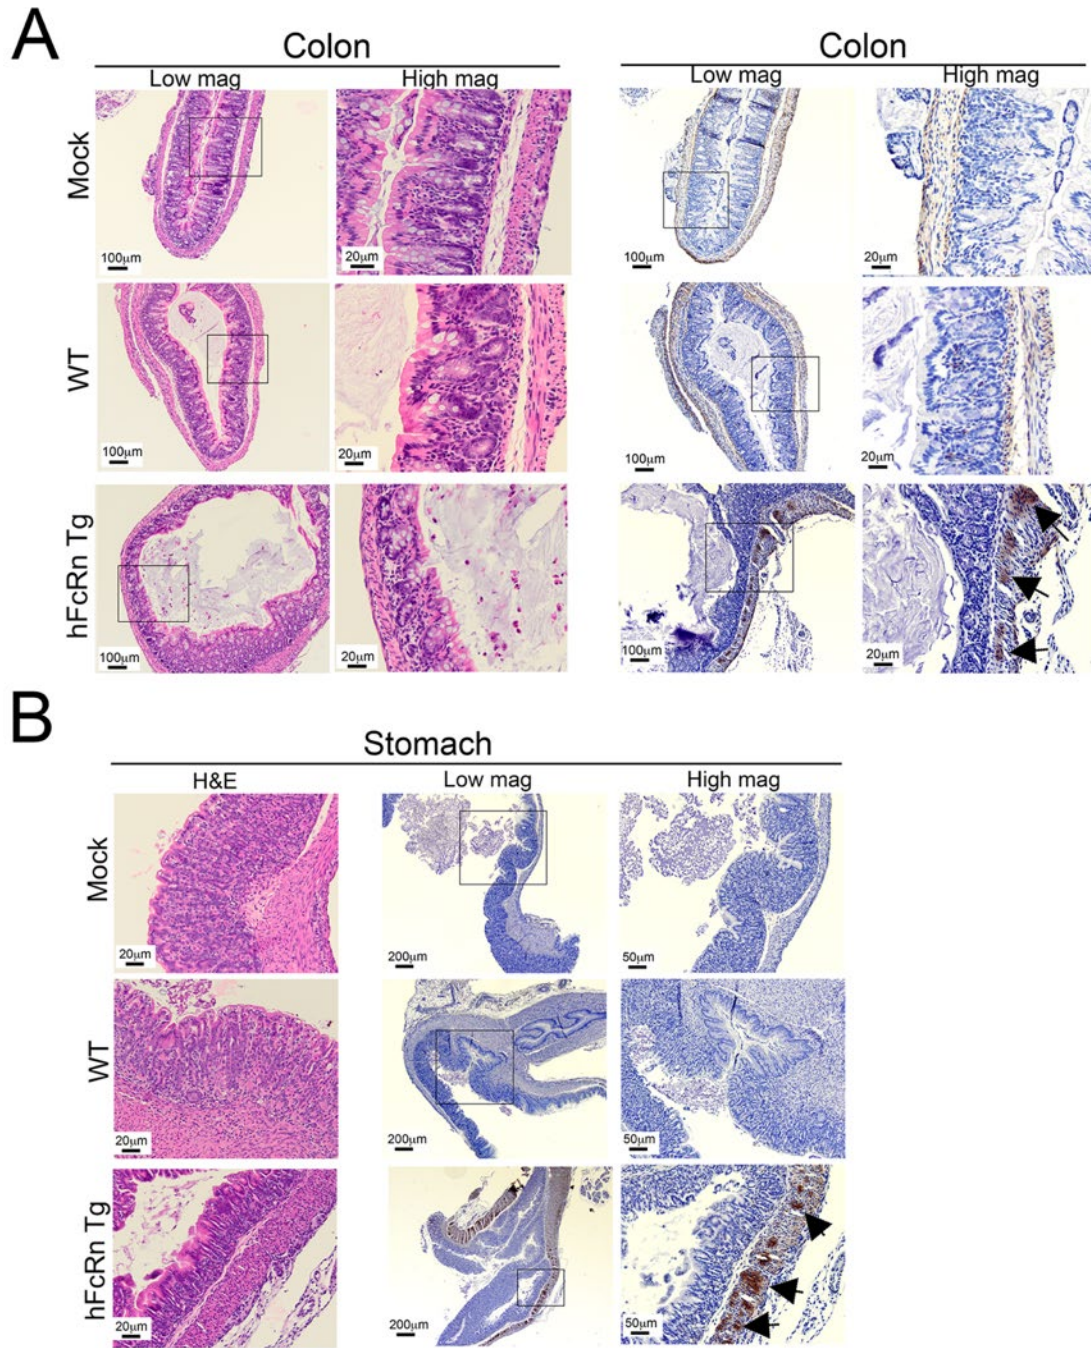 A
Colon Colon
Low mag High mag Low mag High mag
Mock
100μm 20μm 100μm 20μm
WT
100μm 20μm 100μm 20μm
hFcRn Tg
100μm 20μm 100μm 20μm
B
Stomach
H&E Low mag High mag
Mock
20μm 200μm 50μm
WT
20μm 200μm 50μm
hFcRn Tg
20μm 200μm 50μm